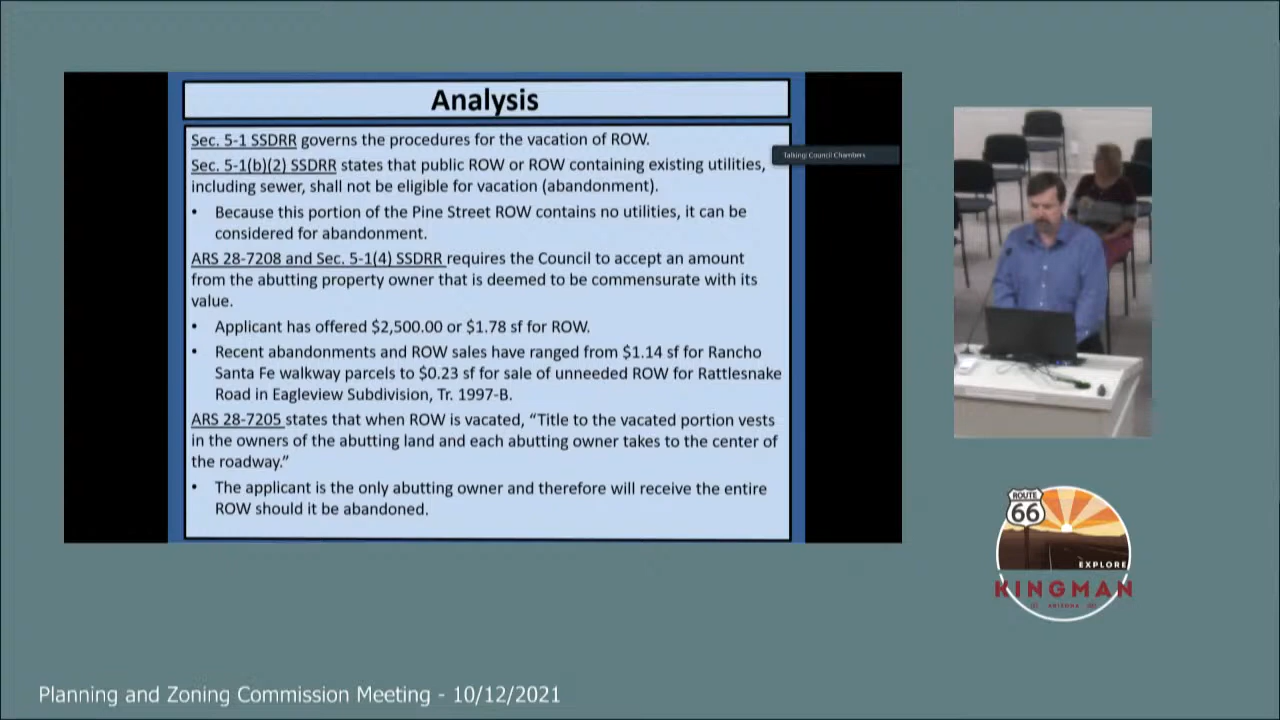 Analysis
Sec. 5-1 SSDRR governs the procedures for the vacation of ROW.
Sec. 5-1(b)(2) SSDRR states that public ROW or ROW containing existing utilities,
including sewer, shall not be eligible for vacation (abandonment).
• Because this portion of the Pine Street ROW contains no utilities, it can be
considered for abandonment.
ARS 28-7208 and Sec. 5-1(4) SSDRR requires the Council to accept an amount
from the abutting property owner that is deemed to be commensurate with its
value.
• Applicant has offered $2,500.00 or $1.78 sf for ROW.
• Recent abandonments and ROW sales have ranged from $1.14 sf for Rancho
Santa Fe walkway parcels to $0.23 sf for sale of unneeded ROW for Rattlesnake
Road in Eagleview Subdivision, Tr. 1997-B.
ARS 28-7205 states that when ROW is vacated, “Title to the vacated portion vests
in the owners of the abutting land and each abutting owner takes to the center of
the roadway.”
• The applicant is the only abutting owner and therefore will receive the entire
ROW should it be abandoned.
Talking: Council Chambers
ROUTE
66
EXPLORE
KINGMAN
ARIZONA
Planning and Zoning Commission Meeting - 10/12/2021